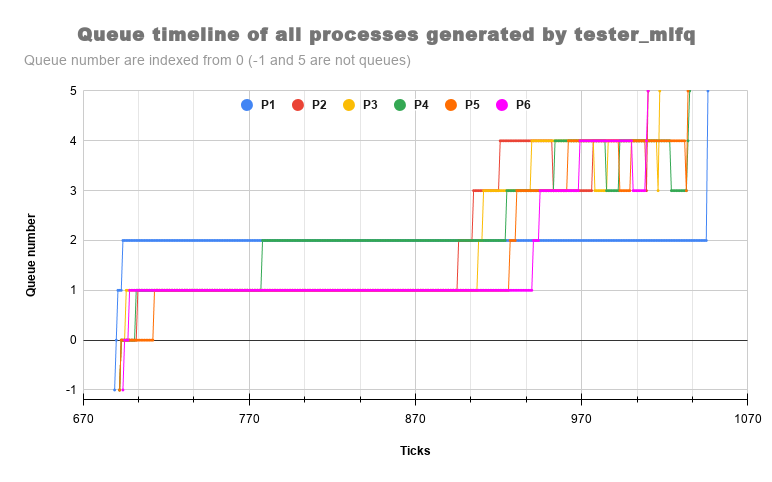 Queue timeline of all processes generated by tester_mlfq
Queue number are indexed from 0 (-1 and 5 are not queues)
P1 P2 P3 P4 P5 P6
Queue number
5
4
3
2
1
0
-1
670 770 870 970 1070
Ticks